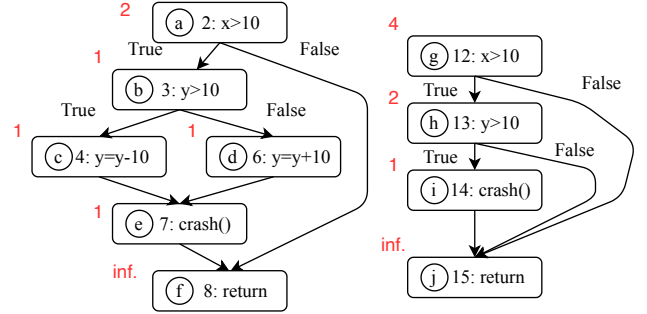 2
a 2: x>10
True
False
1
b 3: y>10
True
False
1
c 4: y=y-10
1
d 6: y=y+10
1
e 7: crash()
inf.
f 8: return
4
g 12: x>10
True
False
2
h 13: y>10
True
False
1
i 14: crash()
inf.
j 15: return